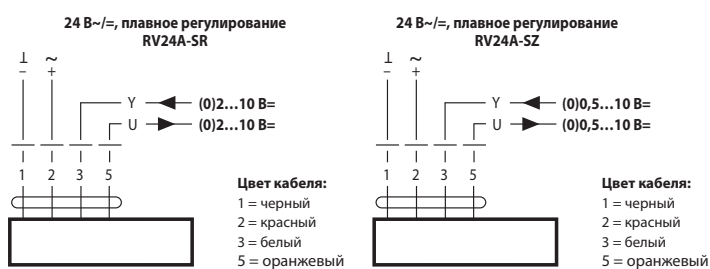 24 В~/=, плавное регулирование
RV24A-SR
⊥ ~
– +
Y (0)2...10 В=
U (0)2...10 В=
1 2 3 5
Цвет кабеля:
1 = черный
2 = красный
3 = белый
5 = оранжевый
24 В~/=, плавное регулирование
RV24A-SZ
⊥ ~
– +
Y (0)0,5...10 В=
U (0)0,5...10 В=
1 2 3 5
Цвет кабеля:
1 = черный
2 = красный
3 = белый
5 = оранжевый